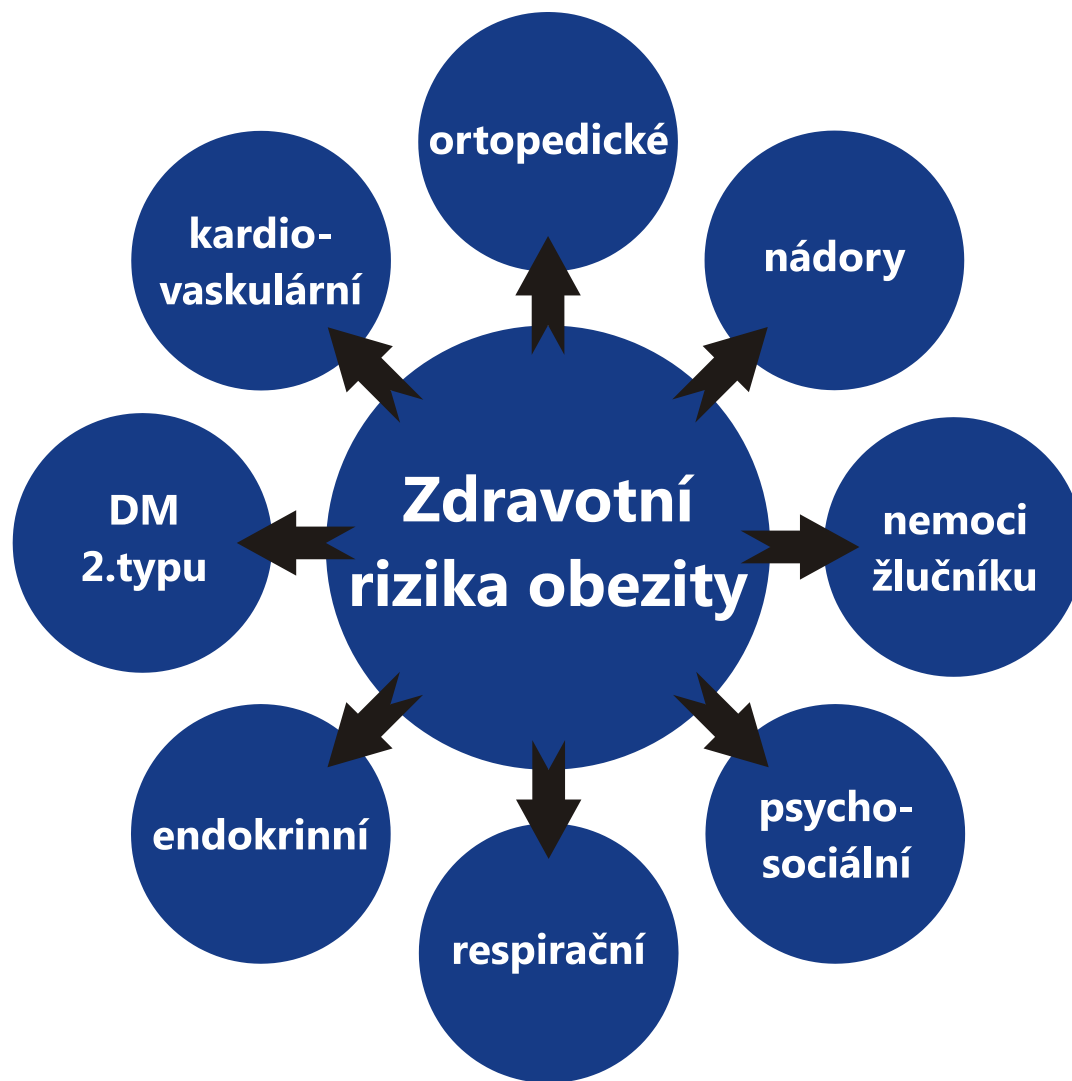 ortopedické
kardio-
vaskulární
nádory
Zdravotní
rizika obezity
DM
2.typu
nemoci
žlučníku
endokrinní
psycho-
sociální
respirační